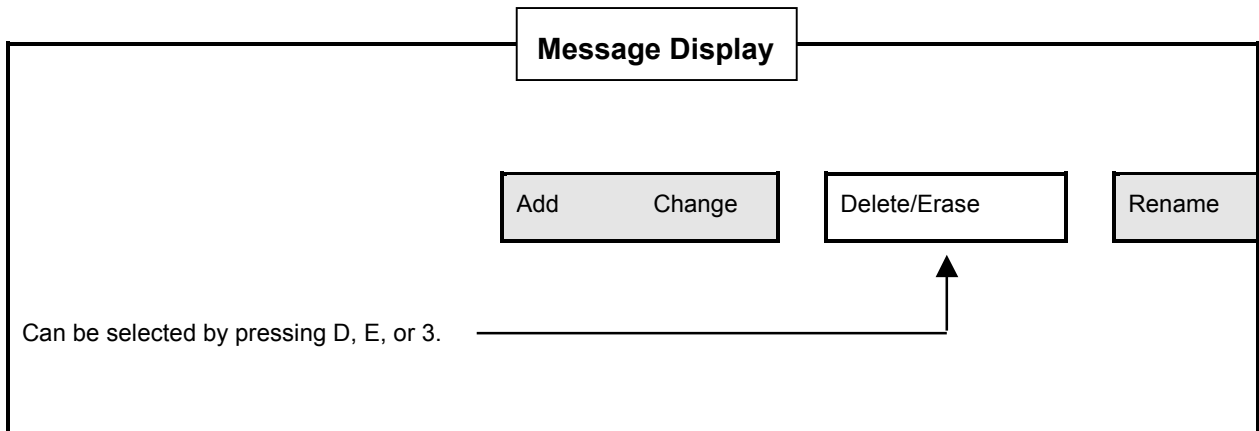 Message Display
Add Change Delete/Erase Rename
Can be selected by pressing D, E, or 3.